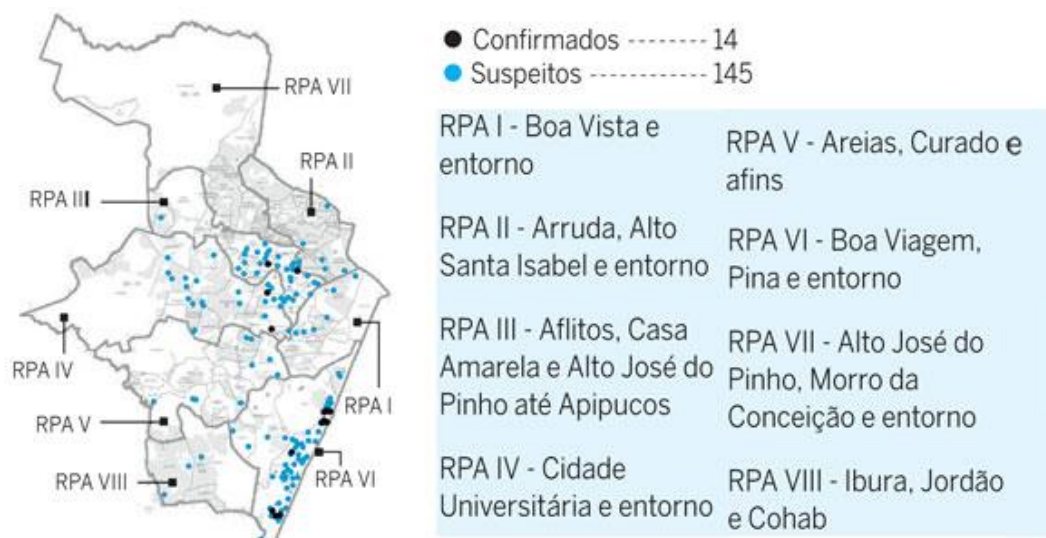 RPA VII
RPA II
RPA III
RPA IV
RPA V
RPA I
RPA VIII
RPA VI
Confirmados -------- 14
Suspeitos ------------ 145
RPA I - Boa Vista e
entorno
RPA II - Arruda, Alto
Santa Isabel e entorno
RPA III - Aflitos, Casa
Amarela e Alto José do
Pinho até Apipucos
RPA IV - Cidade
Universitária e entorno
RPA V - Areias, Curado e
afins
RPA VI - Boa Viagem,
Pina e entorno
RPA VII - Alto José do
Pinho, Morro da
Conceição e entorno
RPA VIII - Ibura, Jordão
e Cohab